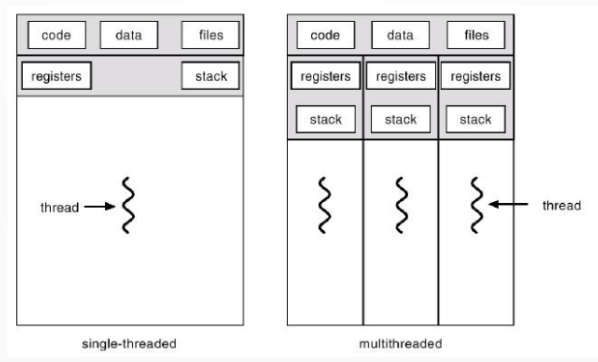 code data files
registers stack
thread
single-threaded
code data files
registers registers registers
stack stack stack
thread
multithreaded